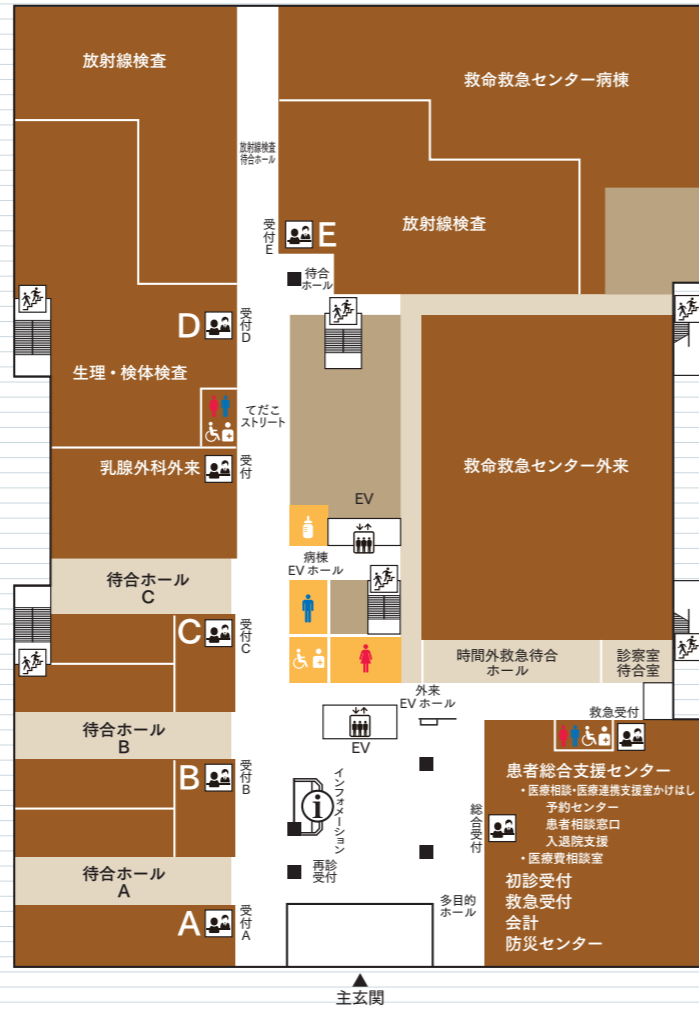 放射線検査
救命救急センター病棟
放射線検査
待合ホール
受付E
E
放射線検査
待合
ホール
D
受付D
生理・検体検査
てだこ
ストリート
乳腺外科外来
受付
救命救急センター外来
EV
病棟
EVホール
待合ホール
C
C
受付C
時間外救急待合
ホール
診察室
待合室
外来
EVホール
救急受付
待合ホール
B
EV
B
受付B
インフォメーション
i
患者総合支援センター
・医療相談・医療連携支援室かけはし
予約センター
患者相談窓口
入退院支援
・医療費相談室
総合受付
初診受付
救急受付
会計
防災センター
待合ホール
A
再診
受付
A
受付A
多目的
ホール
主玄関